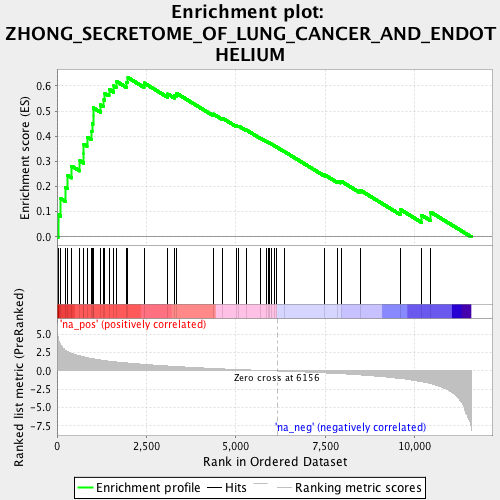 Enrichment plot:
ZHONG_SECRETOME_OF_LUNG_CANCER_AND_ENDOT
HELIUM
Enrichment score (ES)
0.6
0.5
0.4
0.3
0.2
0.1
0.0
'na_pos' (positively correlated)
Ranked list metric (PreRanked)
5.0
2.5
0.0
-2.5
-5.0
-7.5
Zero cross at 6156
'na_neg' (negatively correlated)
0
2,500
5,000
7,500
10,000
Rank in Ordered Dataset
Enrichment profile
Hits
Ranking metric scores